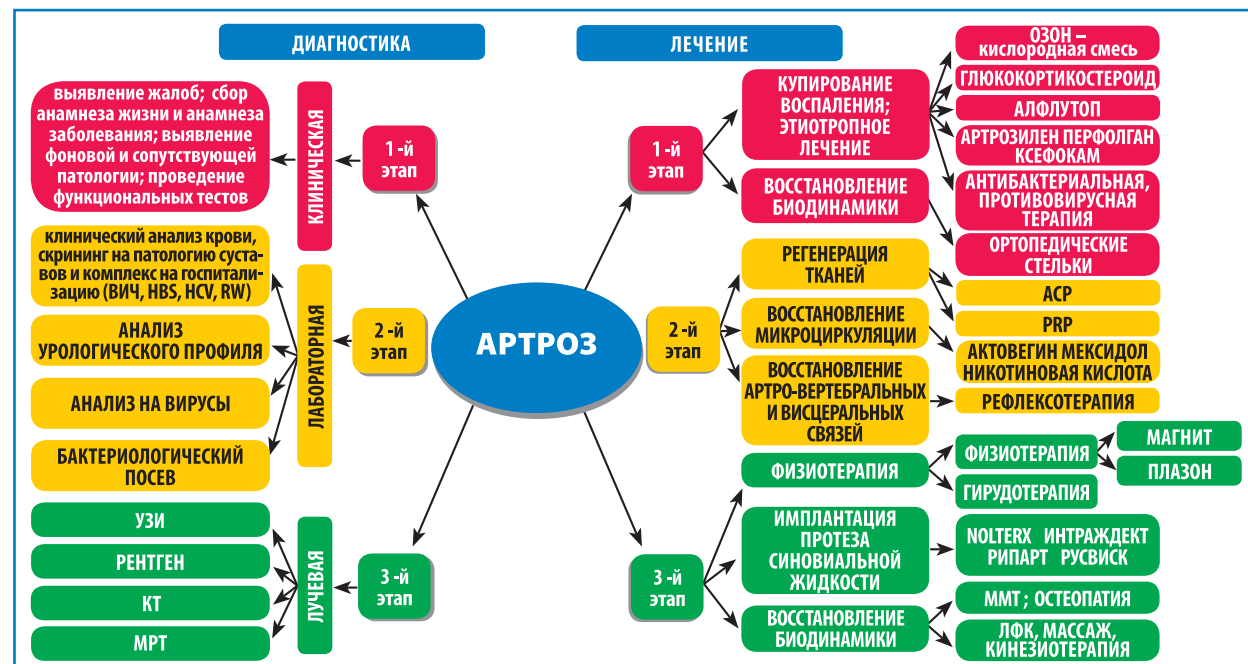 ДИАГНОСТИКА
ЛЕЧЕНИЕ
выявление жалоб; сбор
анамнеза жизни и анамнеза
заболевания; выявление
фоновой и сопутствующей
патологии; проведение
функциональных тестов
КЛИНИЧЕСКАЯ
1-й
этап
клинический анализ крови,
скрининг на патологию суста-
вов и комплекс на госпитали-
зацию (ВИЧ, HBS, HCV, RW)
АНАЛИЗ
УРОЛОГИЧЕСКОГО ПРОФИЛЯ
АНАЛИЗ НА ВИРУСЫ
БАКТЕРИОЛОГИЧЕСКИЙ
ПОСЕВ
ЛАБОРАТОРНАЯ
2-й
этап
УЗИ
РЕНТГЕН
КТ
МРТ
ЛУЧЕВАЯ
3-й
этап
АРТРОЗ
1-й
этап
КУПИРОВАНИЕ
ВОСПАЛЕНИЯ;
ЭТИОТРОПНОЕ
ЛЕЧЕНИЕ
ВОССТАНОВЛЕНИЕ
БИОДИНАМИКИ
ОЗОН –
кислородная смесь
ГЛЮКОКОРТИКОСТЕРОИД
АЛФЛУТОП
АРТРОЗИЛЕН ПЕРФОЛГАН
КСЕФОКАМ
АНТИБАКТЕРИАЛЬНАЯ,
ПРОТИВОВИРУСНАЯ
ТЕРАПИЯ
ОРТОПЕДИЧЕСКИЕ
СТЕЛЬКИ
2-й
этап
РЕГЕНЕРАЦИЯ
ТКАНЕЙ
ВОССТАНОВЛЕНИЕ
МИКРОЦИРКУЛЯЦИИ
ВОССТАНОВЛЕНИЕ
АРТРО-ВЕРТЕБРАЛЬНЫХ
И ВИСЦЕРАЛЬНЫХ
СВЯЗЕЙ
АСР
PRP
АКТОВЕГИН МЕКСИДОЛ
НИКОТИНОВАЯ КИСЛОТА
РЕФЛЕКСОТЕРАПИЯ
3-й
этап
ФИЗИОТЕРАПИЯ
ИМПЛАНТАЦИЯ
ПРОТЕЗА
СИНОВИАЛЬНОЙ
ЖИДКОСТИ
ВОССТАНОВЛЕНИЕ
БИОДИНАМИКИ
ФИЗИОТЕРАПИЯ
МАГНИТ
ПЛАЗОН
ГИРУДОТЕРАПИЯ
NOLTERX ИНТРАЖДЕКТ
РИПАРТ РУСВИСК
ММТ; ОСТЕОПАТИЯ
ЛФК, МАССАЖ,
КИНЕЗИОТЕРАПИЯ